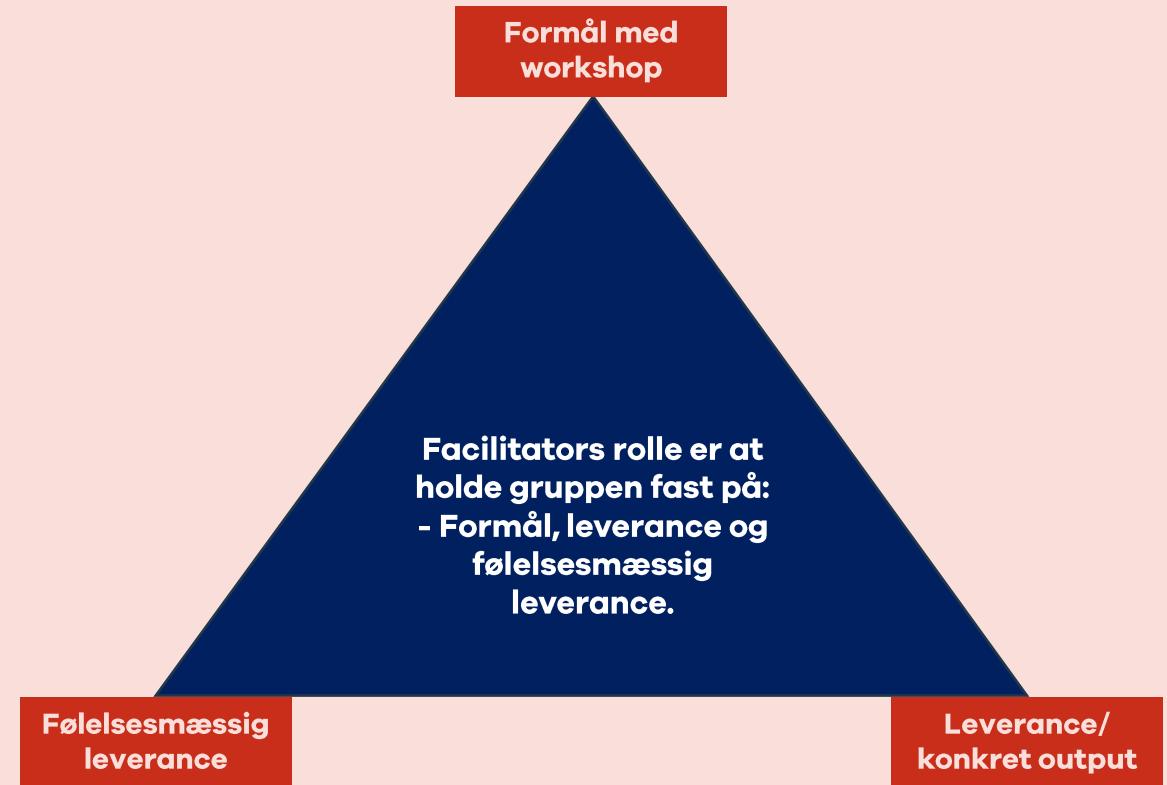 Formål med
workshop
Facilitators rolle er at
holde gruppen fast på:
- Formål, leverance og
følelsesmæssig
leverance.
Følelsesmæssig
leverance
Leverance/
konkret output